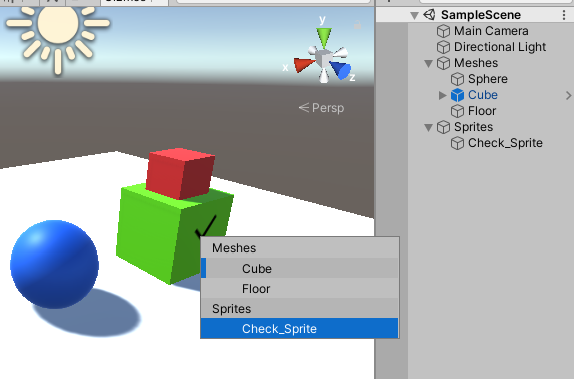 SampleScene
Main Camera
Directional Light
Meshes
Sphere
Cube
Floor
Sprites
Check_Sprite
y
x
z
Persp
Meshes
Cube
Floor
Sprites
Check_Sprite